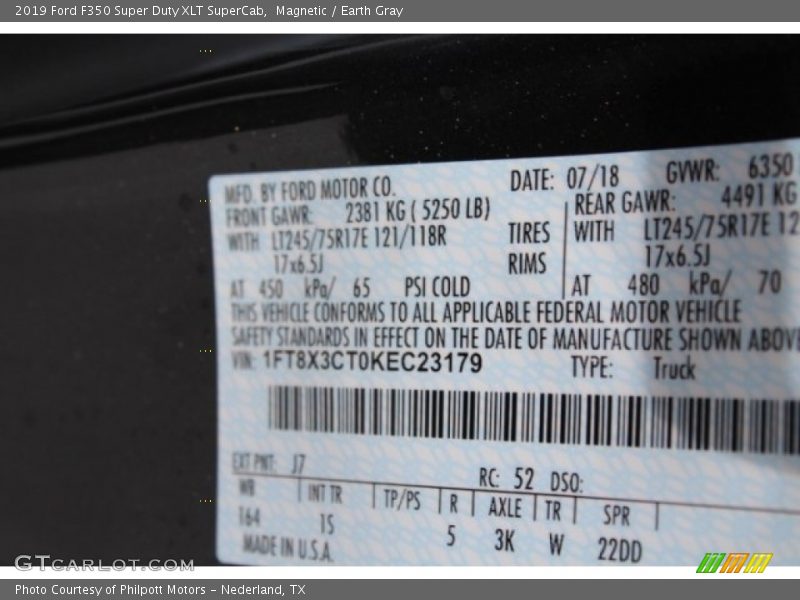 2019 Ford F350 Super Duty XLT SuperCab,  Magnetic / Earth Gray
MFD. BY FORD MOTOR CO. DATE: 07/18 GVWR: 6350
FRONT GAWR: 2381 KG ( 5250 LB) REAR GAWR: 4491 KG
WITH LT245/75R17E 121/118R TIRES WITH LT245/75R17E 12
17x6.5J RIMS 17x6.5J
AT 450 kPa/ 65 PSI COLD AT 480 kPa/ 70
THIS VEHICLE CONFORMS TO ALL APPLICABLE FEDERAL MOTOR VEHICLE
SAFETY STANDARDS IN EFFECT ON THE DATE OF MANUFACTURE SHOWN ABOVE
VIN: 1FT8X3CT0KEC23179 TYPE: Truck
EXT PNT: J7 RC: 52 DSO:
WB INT TR TP/PS R AXLE TR SPR
164 1S 5 3K W 22DD
MADE IN U.S.A.
GTCARLOT.COM
Photo Courtesy of Philpott Motors - Nederland, TX